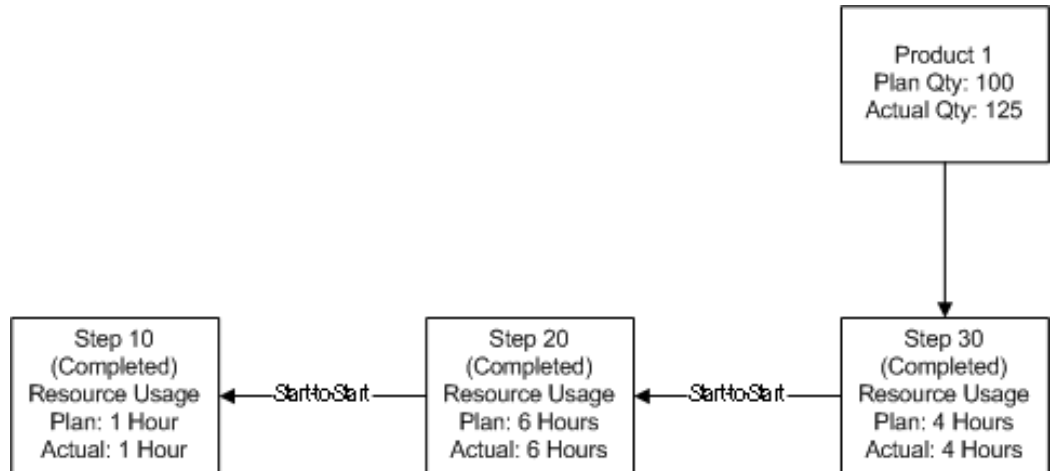 Product 1
Plan Qty: 100
Actual Qty: 125
Step 10
(Completed)
Resource Usage
Plan: 1 Hour
Actual: 1 Hour
Start-to-Start
Step 20
(Completed)
Resource Usage
Plan: 6 Hours
Actual: 6 Hours
Start-to-Start
Step 30
(Completed)
Resource Usage
Plan: 4 Hours
Actual: 4 Hours